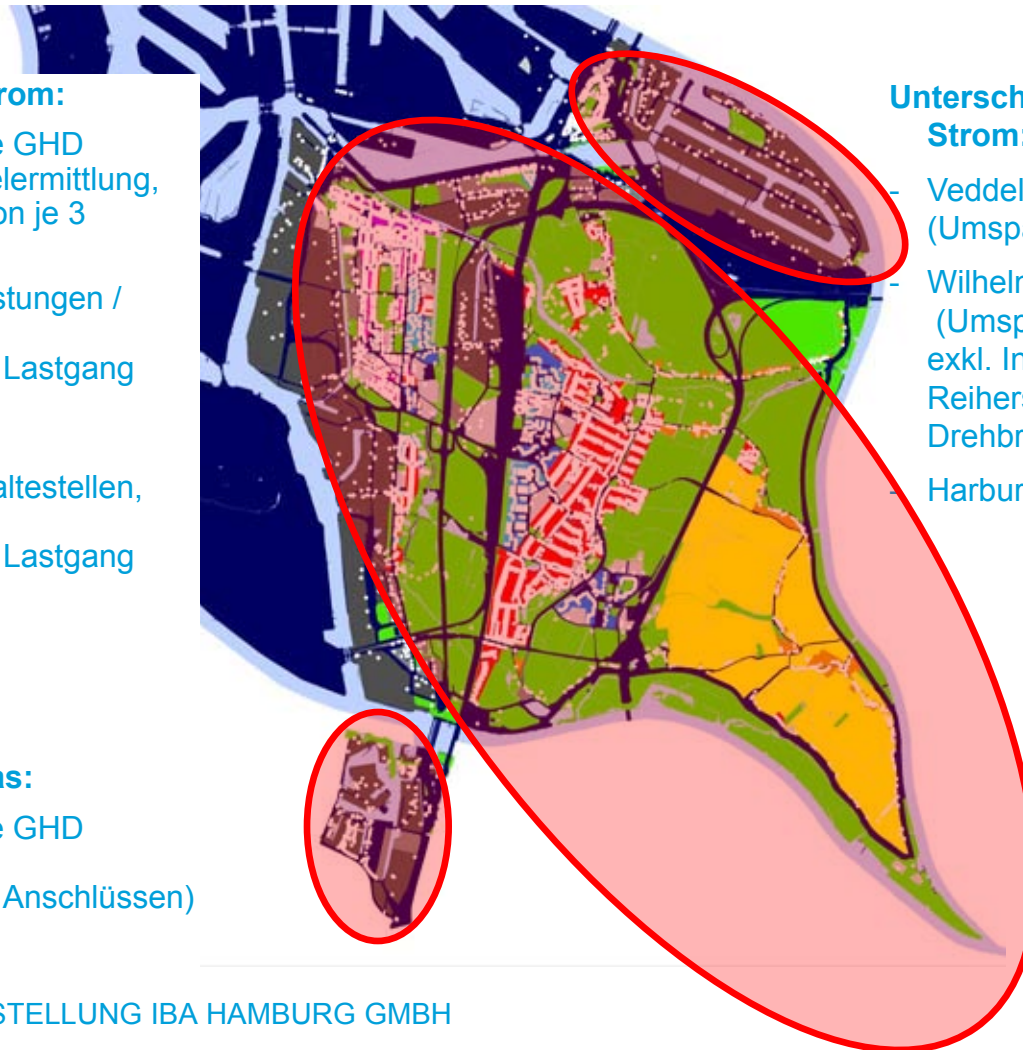 rom:
e GHD
elermittlung,
on je 3
stungen /
Lastgang
altestellen,
Lastgang
as:
e GHD
Anschlüssen)
STELLUNG IBA HAMBURG GMBH
Untersch
Strom:
- Veddel
(Umspa
- Wilhelm
(Umsp
exkl. In
Reihers
Drehbr
- Harbur